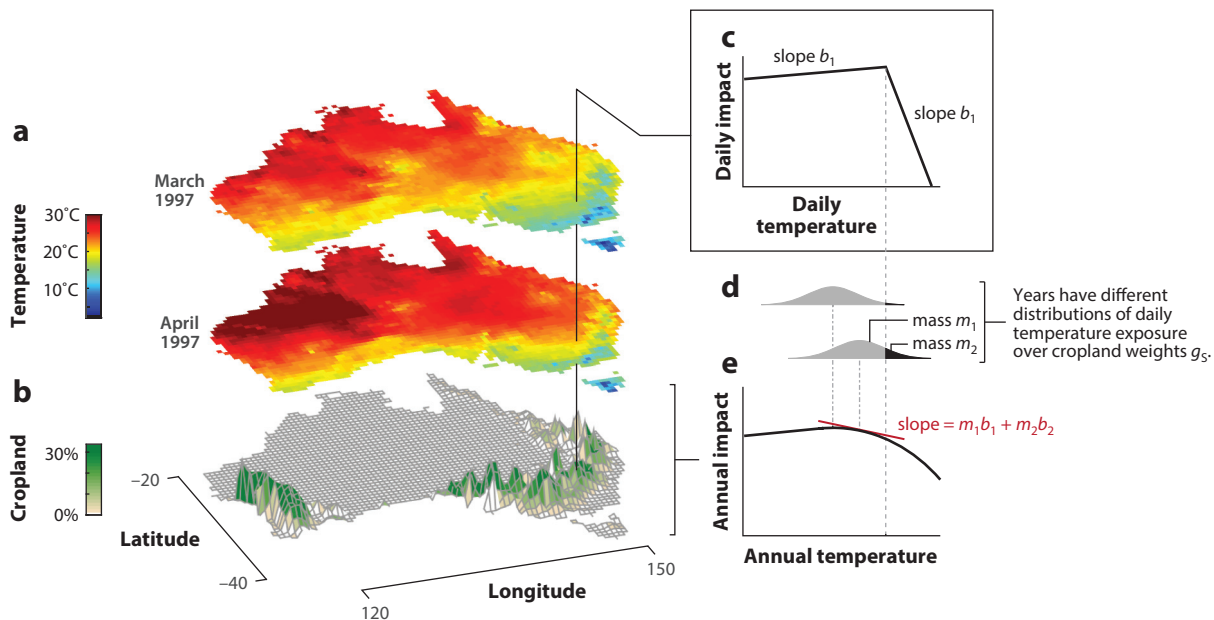 a
March
1997
Temperature
30°C
20°C
10°C
April
1997
b
Cropland
30%
0%
–20
–40
Latitude
120
Longitude
150
c
slope b1
slope b1
Daily impact
Daily
temperature
d
mass m1
mass m2
Years have different
distributions of daily
temperature exposure
over cropland weights gS.
e
slope = m1b1 + m2b2
Annual impact
Annual temperature